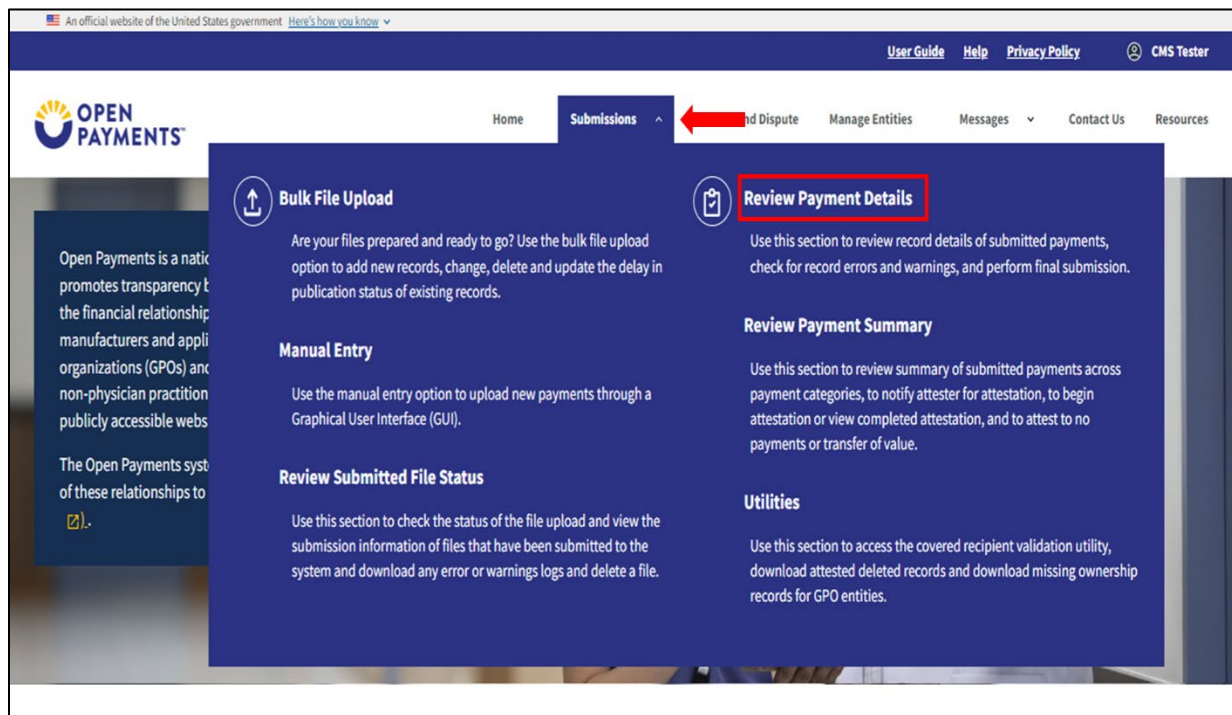 An official website of the United States government Here's how you know
User Guide Help Privacy Policy CMS Tester
OPEN
PAYMENTS™
Home Submissions nd Dispute Manage Entities Messages Contact Us Resources
Bulk File Upload
Are your files prepared and ready to go? Use the bulk file upload
option to add new records, change, delete and update the delay in
publication status of existing records.
Manual Entry
Use the manual entry option to upload new payments through a
Graphical User Interface (GUI).
Review Submitted File Status
Use this section to check the status of the file upload and view the
submission information of files that have been submitted to the
system and download any error or warnings logs and delete a file.
Review Payment Details
Use this section to review record details of submitted payments,
check for record errors and warnings, and perform final submission.
Review Payment Summary
Use this section to review summary of submitted payments across
payment categories, to notify attester for attestation, to begin
attestation or view completed attestation, and to attest to no
payments or transfer of value.
Utilities
Use this section to access the covered recipient validation utility,
download attested deleted records and download missing ownership
records for GPO entities.
Open Payments is a natio
promotes transparency b
the financial relationship
manufacturers and appli
organizations (GPOs) and
non-physician practition
publicly accessible webs
The Open Payments syst
of these relationships to
).